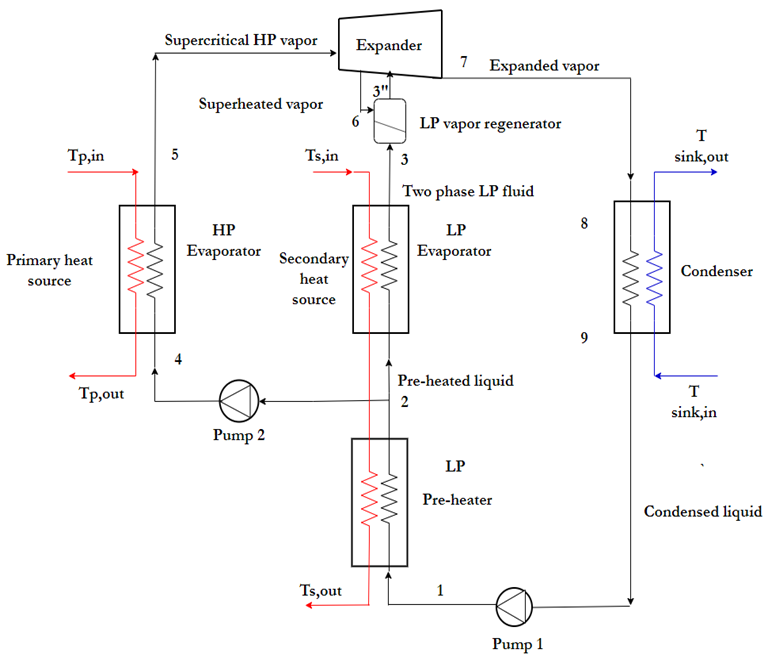 Supercritical HP vapor
Expander
7
Expanded vapor
3"
Superheated vapor
6
LP vapor regenerator
T
sink,out
5
Tp,in
Ts,in
3
Two phase LP fluid
HP
Evaporator
LP
Evaporator
8
Primary heat
source
Secondary
heat
source
Condenser
9
4
Tp,out
Pre-heated liquid
2
T
sink,in
Pump 2
LP
Pre-heater
Condensed liquid
Ts,out
1
Pump 1